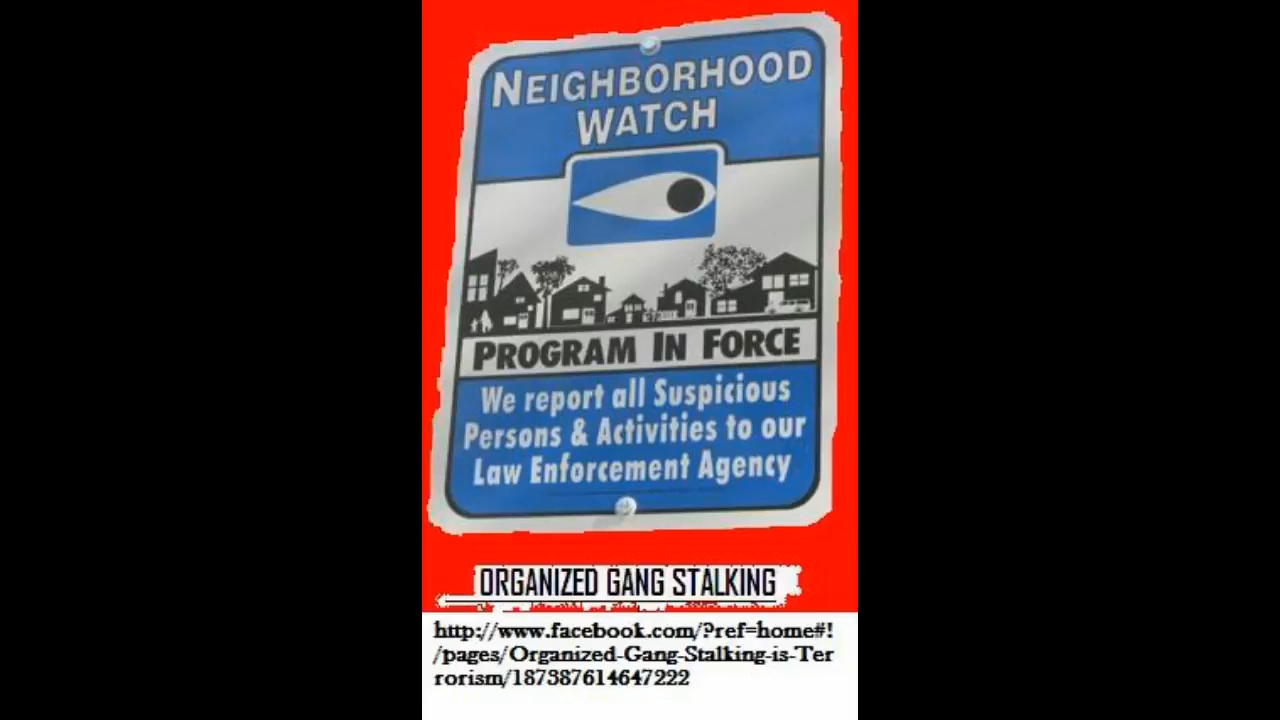 NEIGHBORHOOD
WATCH
PROGRAM IN FORCE
We report all Suspicious
Persons & Activities to our
Law Enforcement Agency
ORGANIZED GANG STALKING
http://www.facebook.com/?ref=home#!
/pages/Organized-Gang-Stalking-is-Ter
rorism/187387614647222